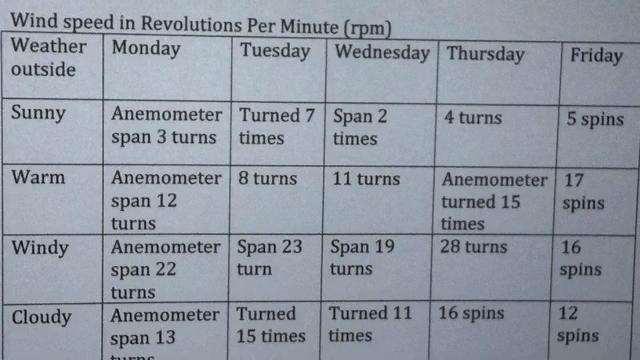 Wind speed in Revolutions Per Minute (rpm)
Weather outside Monday Tuesday Wednesday Thursday Friday
Sunny Anemometer span 3 turns Turned 7 times Span 2 times 4 turns 5 spins
Warm Anemometer span 12 turns 8 turns 11 turns Anemometer turned 15 times 17 spins
Windy Anemometer span 22 turns Span 23 turn Span 19 turns 28 turns 16 spins
Cloudy Anemometer span 13 turns Turned 15 times Turned 11 times 16 spins 12 spins